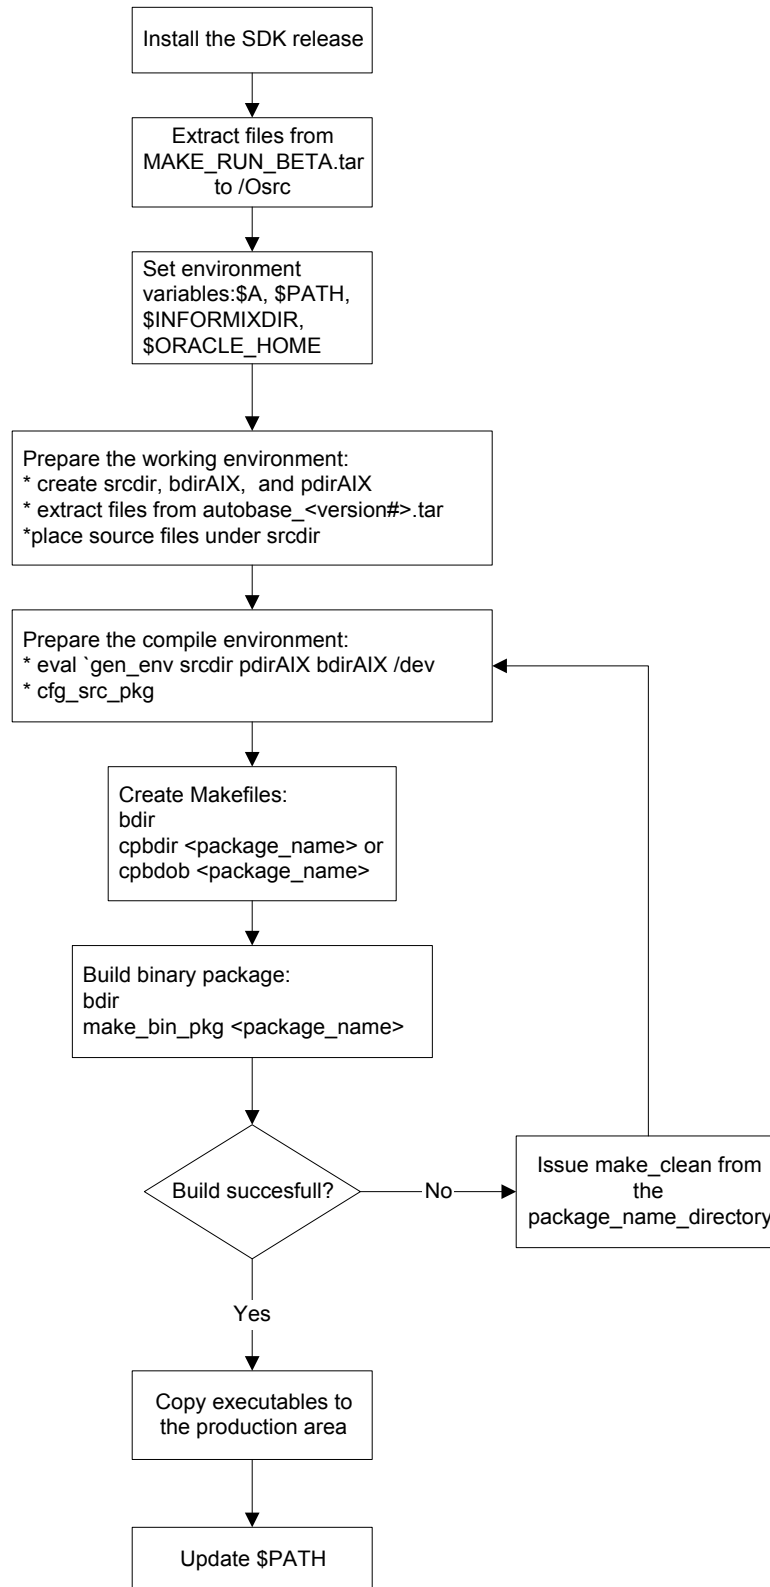 Install the SDK release
Extract files from
MAKE_RUN_BETA.tar
to /Osrc
Set environment
variables:$A, $PATH,
$INFORMIXDIR,
$ORACLE_HOME
Prepare the working environment:
* create srcdir, bdirAIX,  and pdirAIX
* extract files from autobase_<version#>.tar
*place source files under srcdir
Prepare the compile environment:
* eval `gen_env srcdir pdirAIX bdirAIX /dev
* cfg_src_pkg
Create Makefiles:
bdir
cpbdir <package_name> or
cpbdob <package_name>
Build binary package:
bdir
make_bin_pkg <package_name>
Build succesfull?
No
Issue make_clean from
the
package_name_directory
Yes
Copy executables to
the production area
Update $PATH